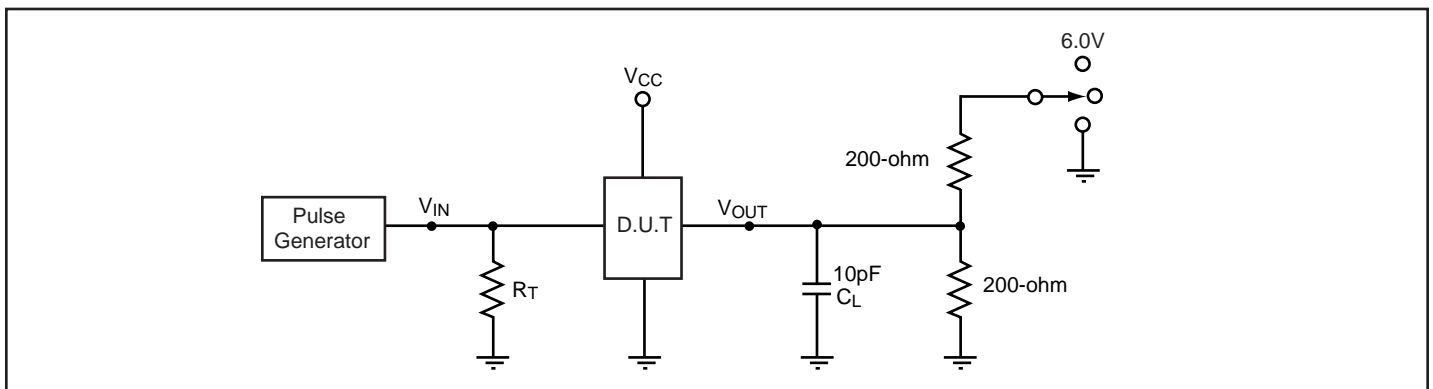 6.0V
VCC
200-ohm
Pulse
Generator
VIN
D.U.T
VOUT
RT
10pF
CL
200-ohm